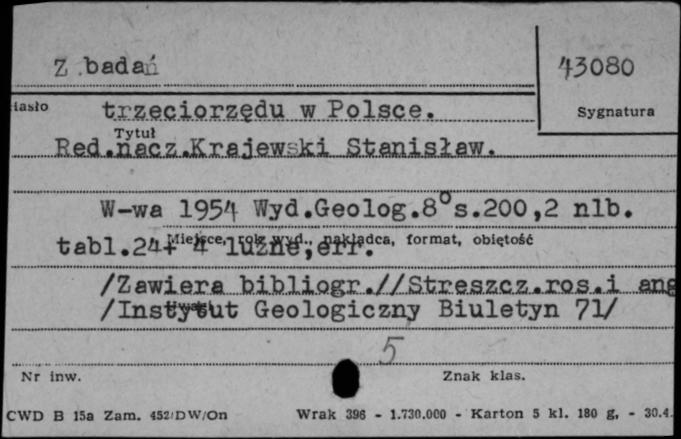 Z badań
43080
Hasło
trzeciorzędu w Polsce.
Sygnatura
Tytuł
Red.nacz.Krajewski Stanisław.
W-wa 1954 Wyd.Geolog.8°s.200,2 nlb.
Miejsce, rok wyd., nakładca, format, objętość
tabl.24+ 4 luźne,err.
/Zawiera bibliogr.//Streszcz.ros.i ang
/Instytut Geologiczny Biuletyn 71/
5
Nr inw.
Znak klas.
CWD B 15a Zam. 452/DW/On
Wrak 396 - 1.730.000 - Karton 5 kl. 180 g, - 30.4.